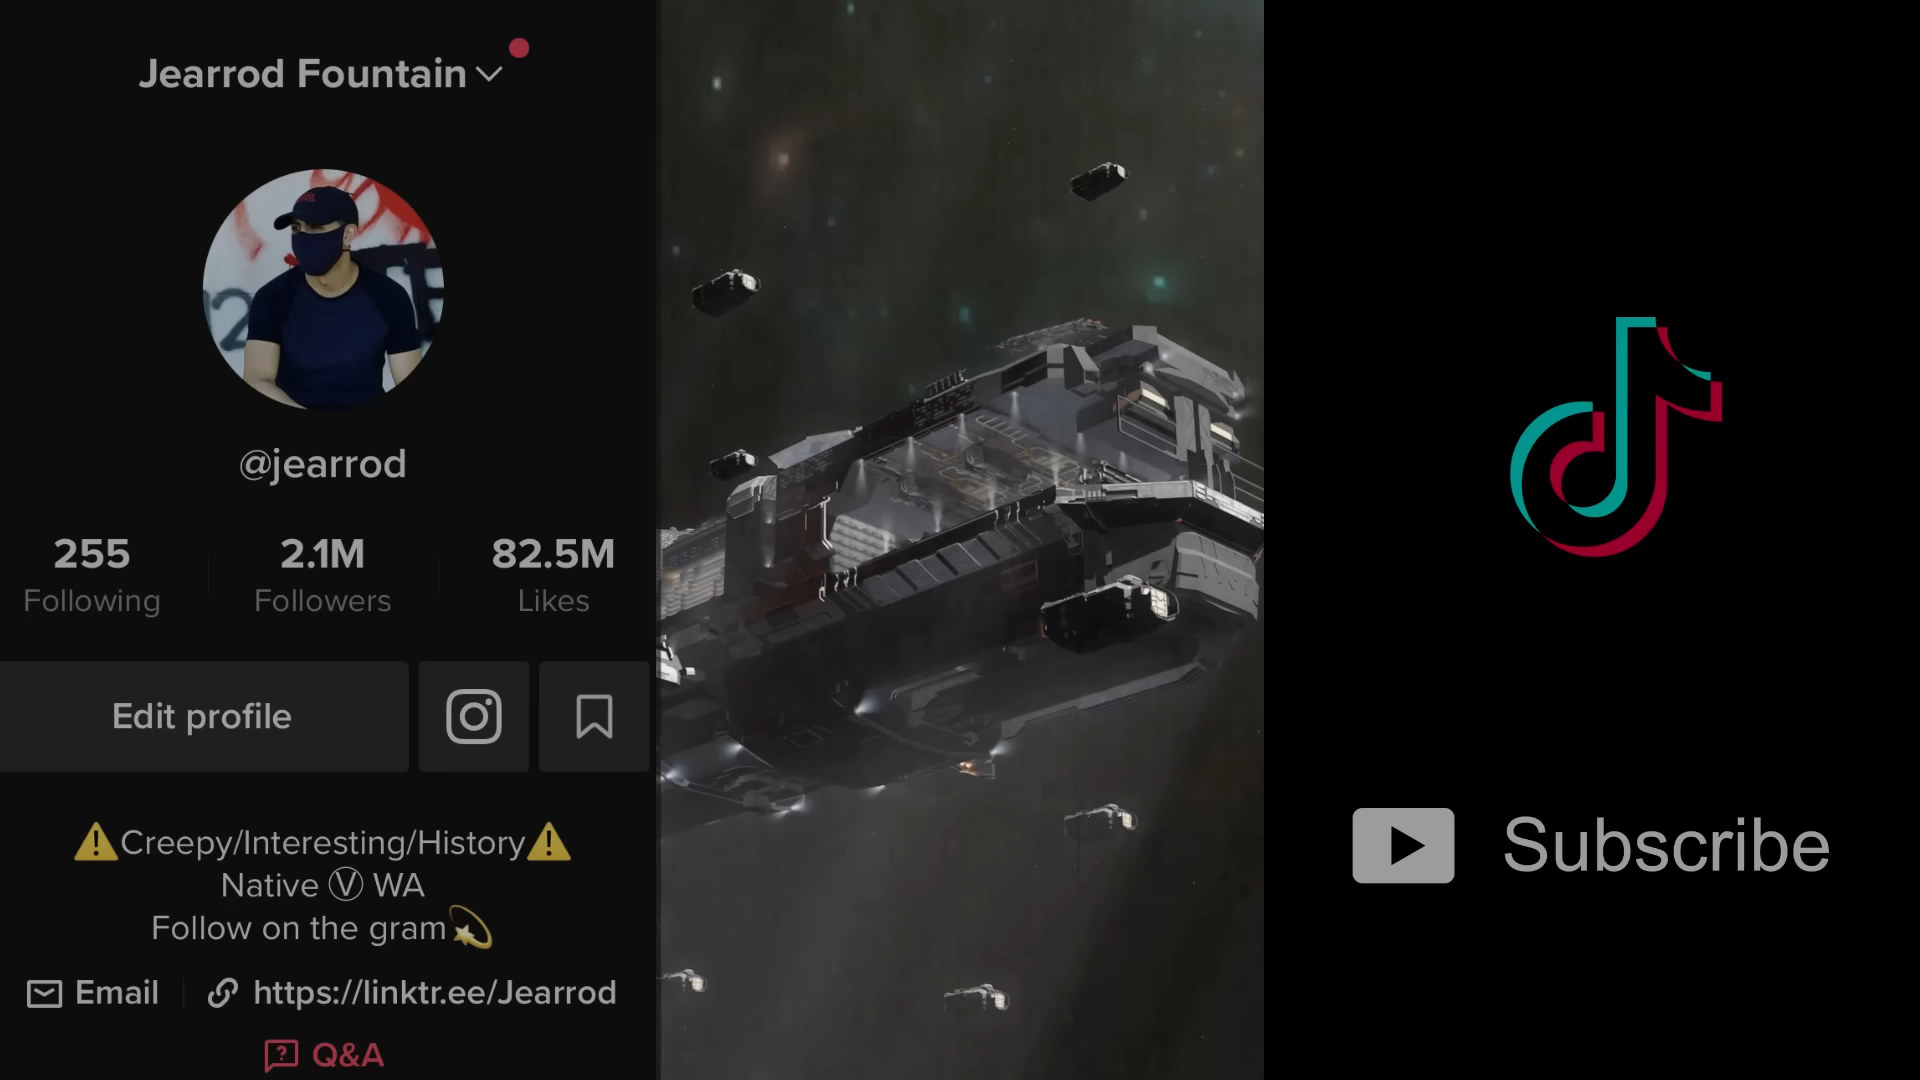 Jearrod Fountain
@jearrod
255 2.1M 82.5M
Following Followers Likes
Edit profile
⚠️Creepy/Interesting/History⚠️
Native Ⓥ WA
Follow on the gram💫
Email https://linktr.ee/Jearrod
Q&A
Subscribe